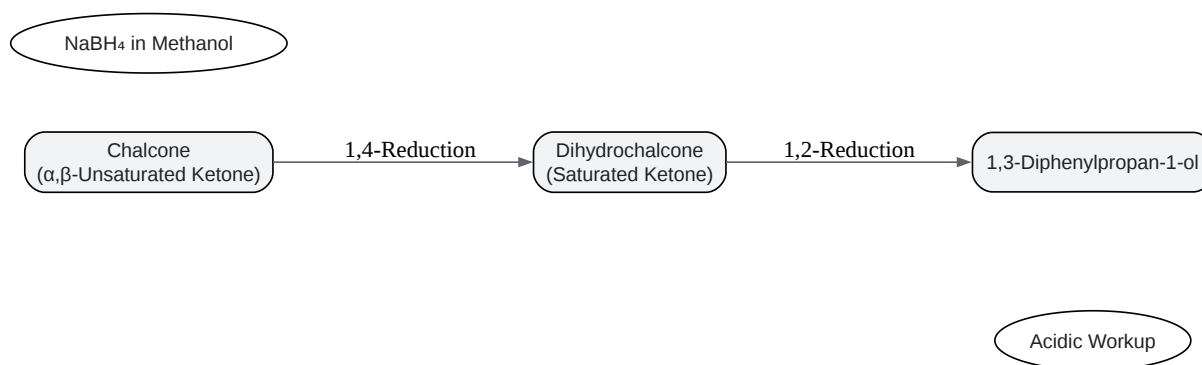 NaBH₄ in Methanol
Chalcone
(α,β-Unsaturated Ketone)
1,4-Reduction
Dihydrochalcone
(Saturated Ketone)
1,2-Reduction
1,3-Diphenylpropan-1-ol
Acidic Workup